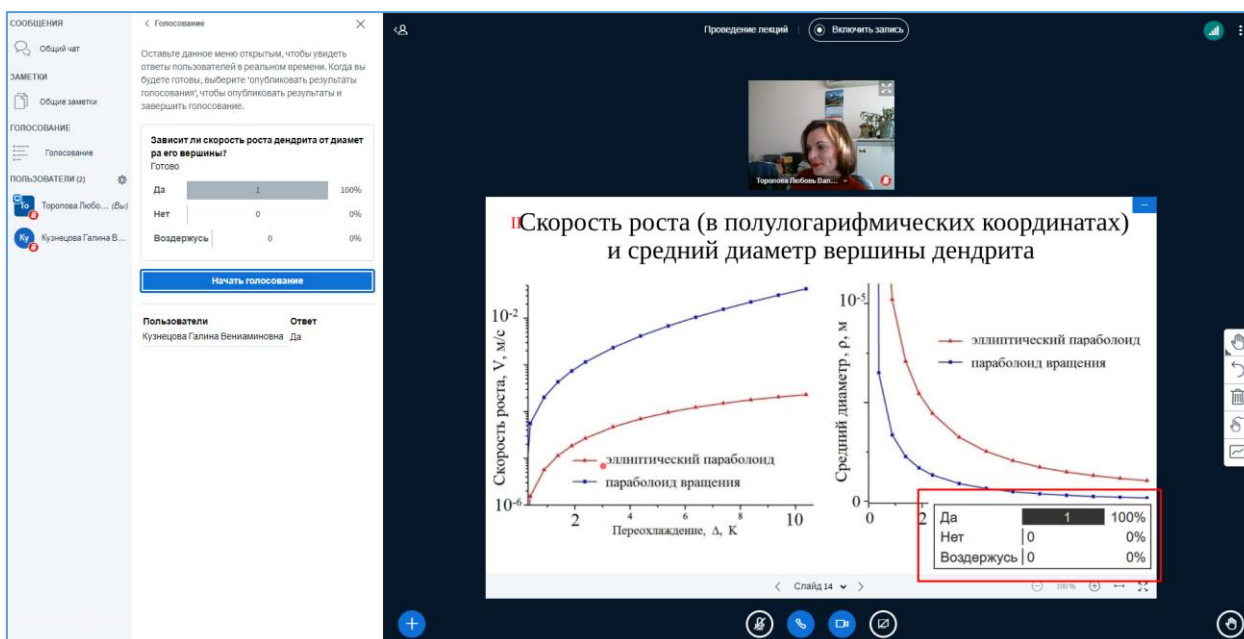 СООБЩЕНИЯ
Общий чат
ЗАМЕТКИ
Общие заметки
ГОЛОСОВАНИЕ
Голосование
ПОЛЬЗОВАТЕЛИ (2)
То
Торопова Любо... (Вы)
Ку
Кузнецова Галина В...
Голосование
Оставьте данное меню открытым, чтобы увидеть
ответы пользователей в реальном времени. Когда вы
будете готовы, выберите 'опубликовать результаты
голосования', чтобы опубликовать результаты и
завершить голосование.
Зависит ли скорость роста дендрита от диамет
ра его вершины?
Готово
Да 1 100%
Нет 0 0%
Воздержусь 0 0%
Начать голосование
Пользователи Ответ
Кузнецова Галина Вениаминовна Да
Проведение лекций
Включить запись
Торопова Любовь Вал...
Скорость роста (в полулогарифмических координатах)
и средний диаметр вершины дендрита
Скорость роста, V, м/с
10-2
10-6
эллиптический параболоид
параболоид вращения
2 4 6 8 10
Переохлаждение, Δ, K
Средний диаметр, ρ, м
10-5
0
эллиптический параболоид
параболоид вращения
0 2
Да 1 100%
Нет 0 0%
Воздержусь 0 0%
Слайд 14
100%